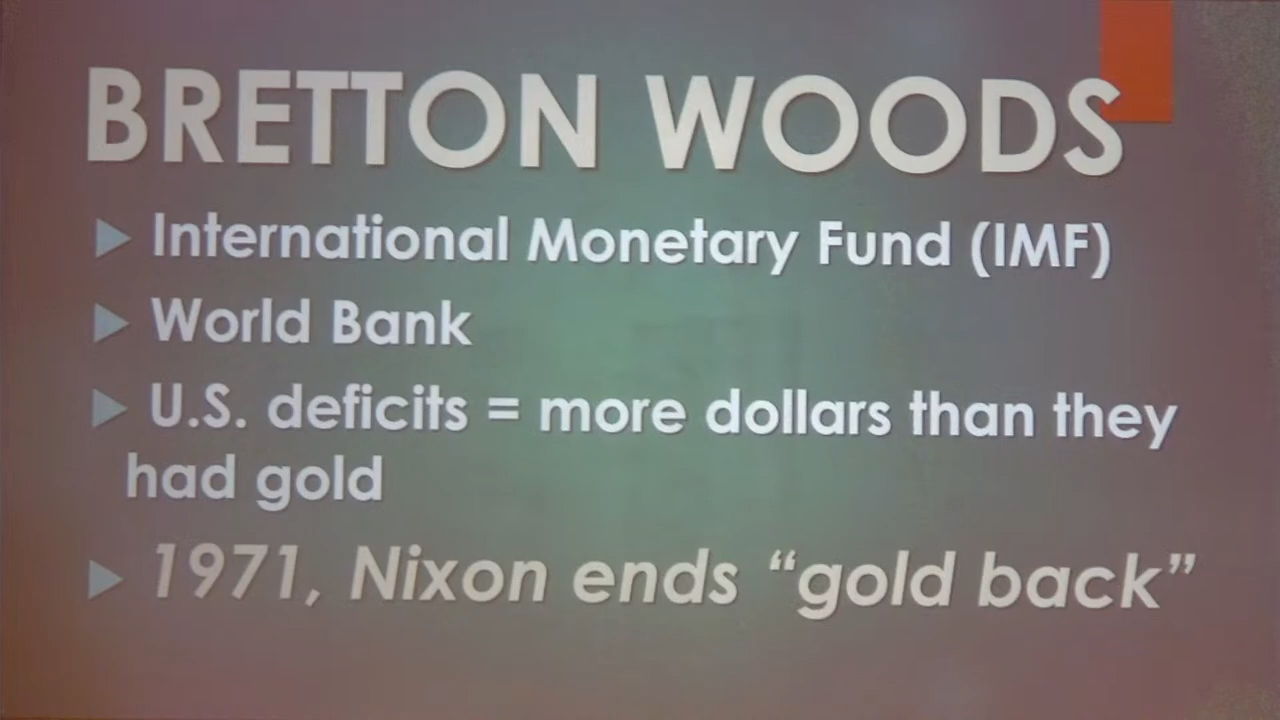 BRETTON WOODS
International Monetary Fund (IMF)
World Bank
U.S. deficits = more dollars than they
had gold
1971, Nixon ends “gold back”